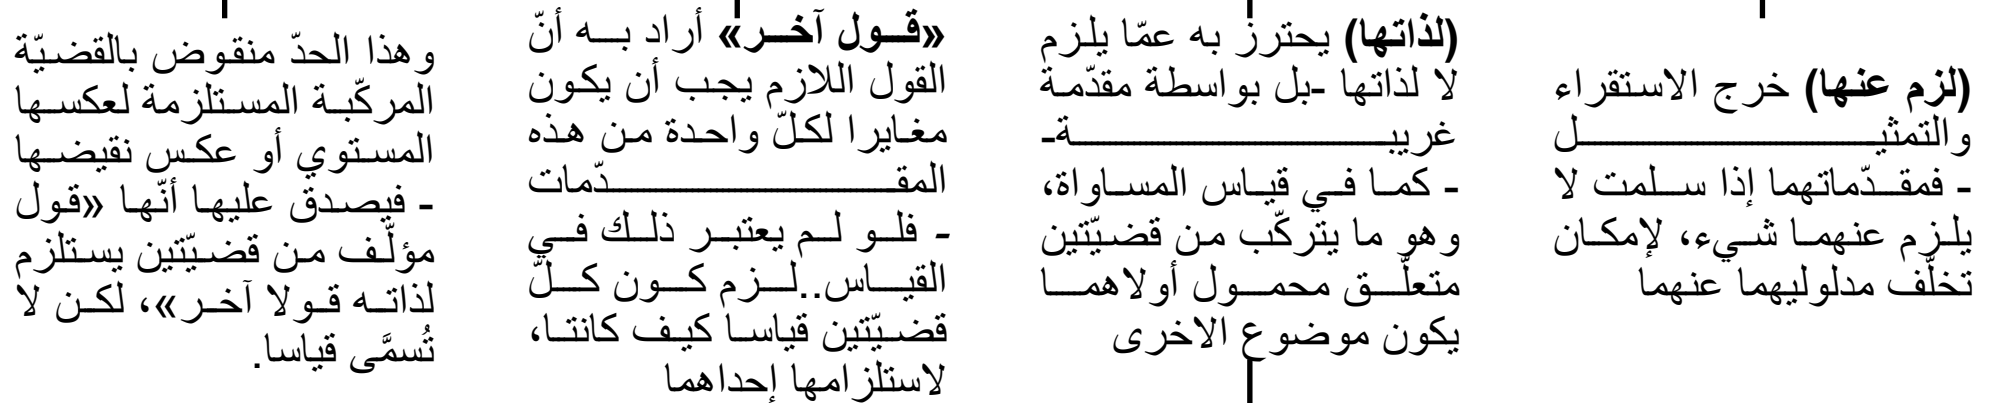 (لزم عنها) خرج الاستقراء
والتمثيل
- فمقدّماتهما إذا سلمت لا
يلزم عنهما شيء، لإمكان
تخلّف مدلوليهما عنهما
(لذاتها) يحترز به عمّا يلزم
لا لذاتها -بل بواسطة مقدّمة
غريبة-
- كما في قياس المساواة،
وهو ما يتركّب من قضيّتين
متعلّق محمول أولاهما
يكون موضوع الاخرى
«قول آخر» أراد به أنّ
القول اللازم يجب أن يكون
مغايرا لكلّ واحدة من هذه
المقدّمات
- فلو لم يعتبر ذلك في
القياس..لزم كون كلّ
قضيّتين قياسا كيف كانتا،
لاستلزامها إحداهما
وهذا الحدّ منقوض بالقضيّة
المركّبة المستلزمة لعكسها
المستوي أو عكس نقيضها
- فيصدق عليها أنّها «قول
مؤلّف من قضيّتين يستلزم
لذاته قولا آخر»، لكن لا
تُسمَّى قياسا.